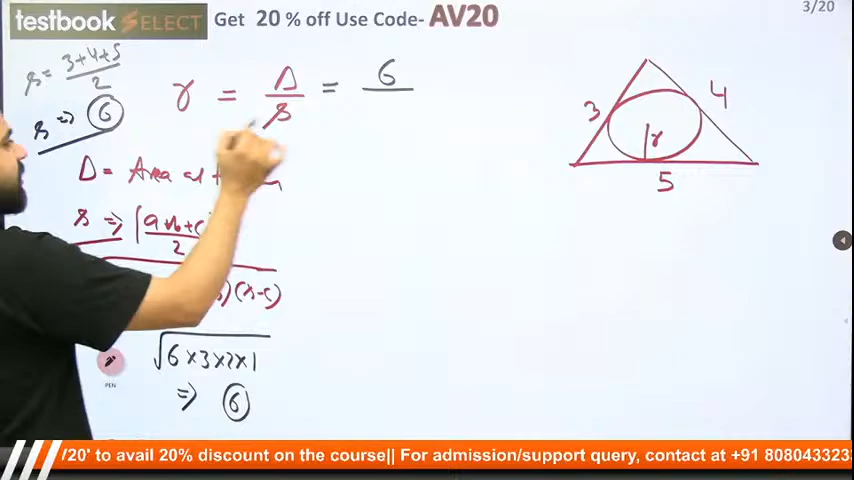 testbook SELECT Get 20 % off Use Code- AV20
3/20
s = 3+4+5 / 2
s => 6
r = Δ / s = 6
Δ = Area of
s => (a+b+c / 2
) (s-c)
√6×3×2×1
=> 6
3
4
r
5
PEN
/20' to avail 20% discount on the course|| For admission/support query, contact at +91 8080433233